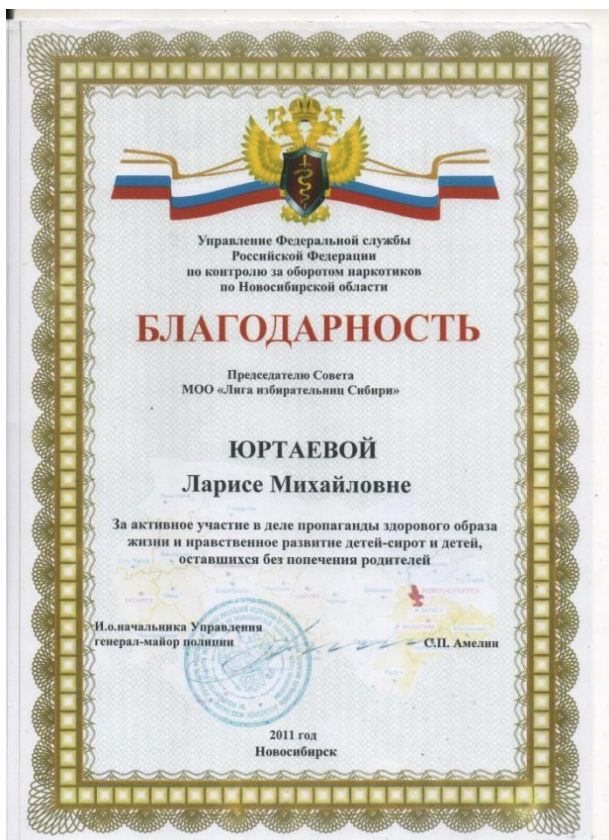 Управление Федеральной службы
Российской Федерации
по контролю за оборотом наркотиков
по Новосибирской области
БЛАГОДАРНОСТЬ
Председателю Совета
МОО «Лига избирательниц Сибири»
ЮРТАЕВОЙ
Ларисе Михайловне
За активное участие в деле пропаганды здорового образа
жизни и нравственное развитие детей-сирот и детей,
оставшихся без попечения родителей
НОВОСИБИРСК
И.о.начальника Управления
генерал-майор полиции
С.П. Амелин
2011 год
Новосибирск